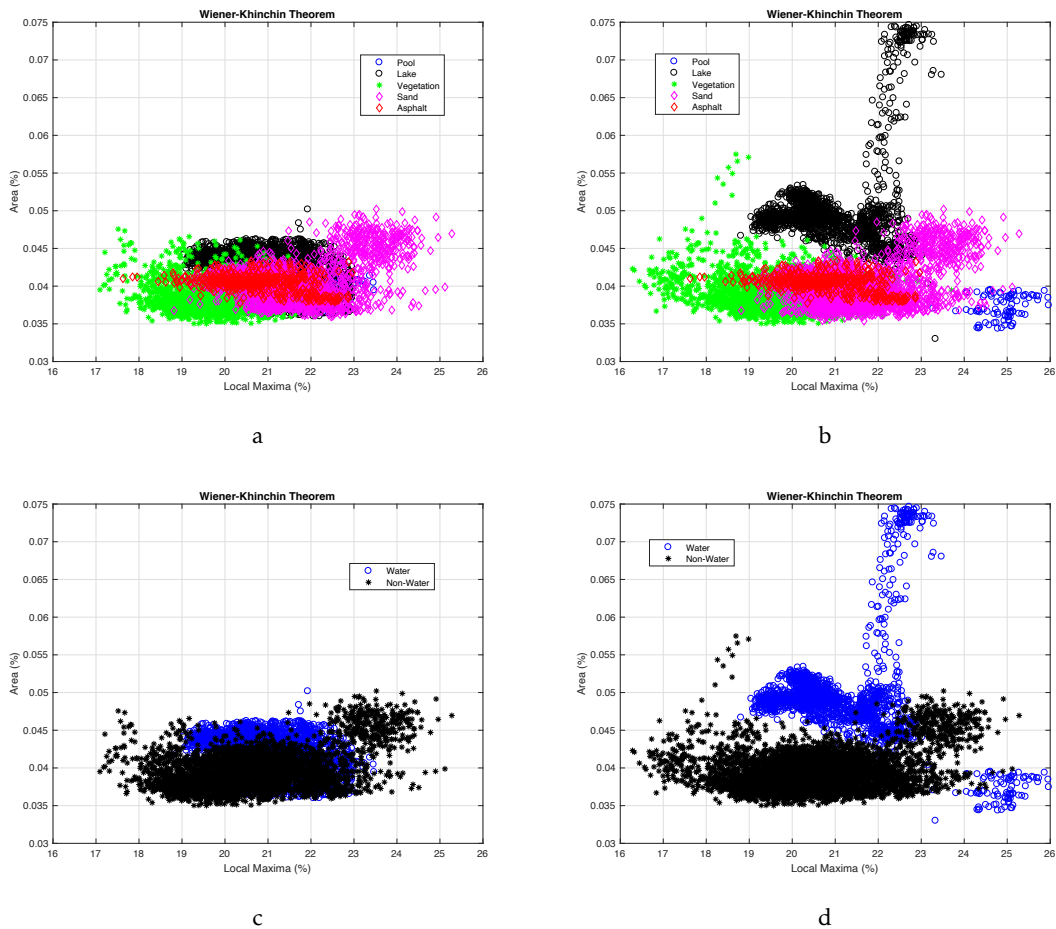 Wiener-Khinchin Theorem
0.075
0.07
0.065
0.06
0.055
0.05
0.045
0.04
0.035
0.03
Area (%)
Pool
Lake
Vegetation
Sand
Asphalt
16 17 18 19 20 21 22 23 24 25 26
Local Maxima (%)
a
Wiener-Khinchin Theorem
0.075
0.07
0.065
0.06
0.055
0.05
0.045
0.04
0.035
0.03
Area (%)
Pool
Lake
Vegetation
Sand
Asphalt
16 17 18 19 20 21 22 23 24 25 26
Local Maxima (%)
b
Wiener-Khinchin Theorem
0.075
0.07
0.065
0.06
0.055
0.05
0.045
0.04
0.035
0.03
Area (%)
Water
Non-Water
16 17 18 19 20 21 22 23 24 25 26
Local Maxima (%)
c
Wiener-Khinchin Theorem
0.075
0.07
0.065
0.06
0.055
0.05
0.045
0.04
0.035
0.03
Area (%)
Water
Non-Water
16 17 18 19 20 21 22 23 24 25 26
Local Maxima (%)
d